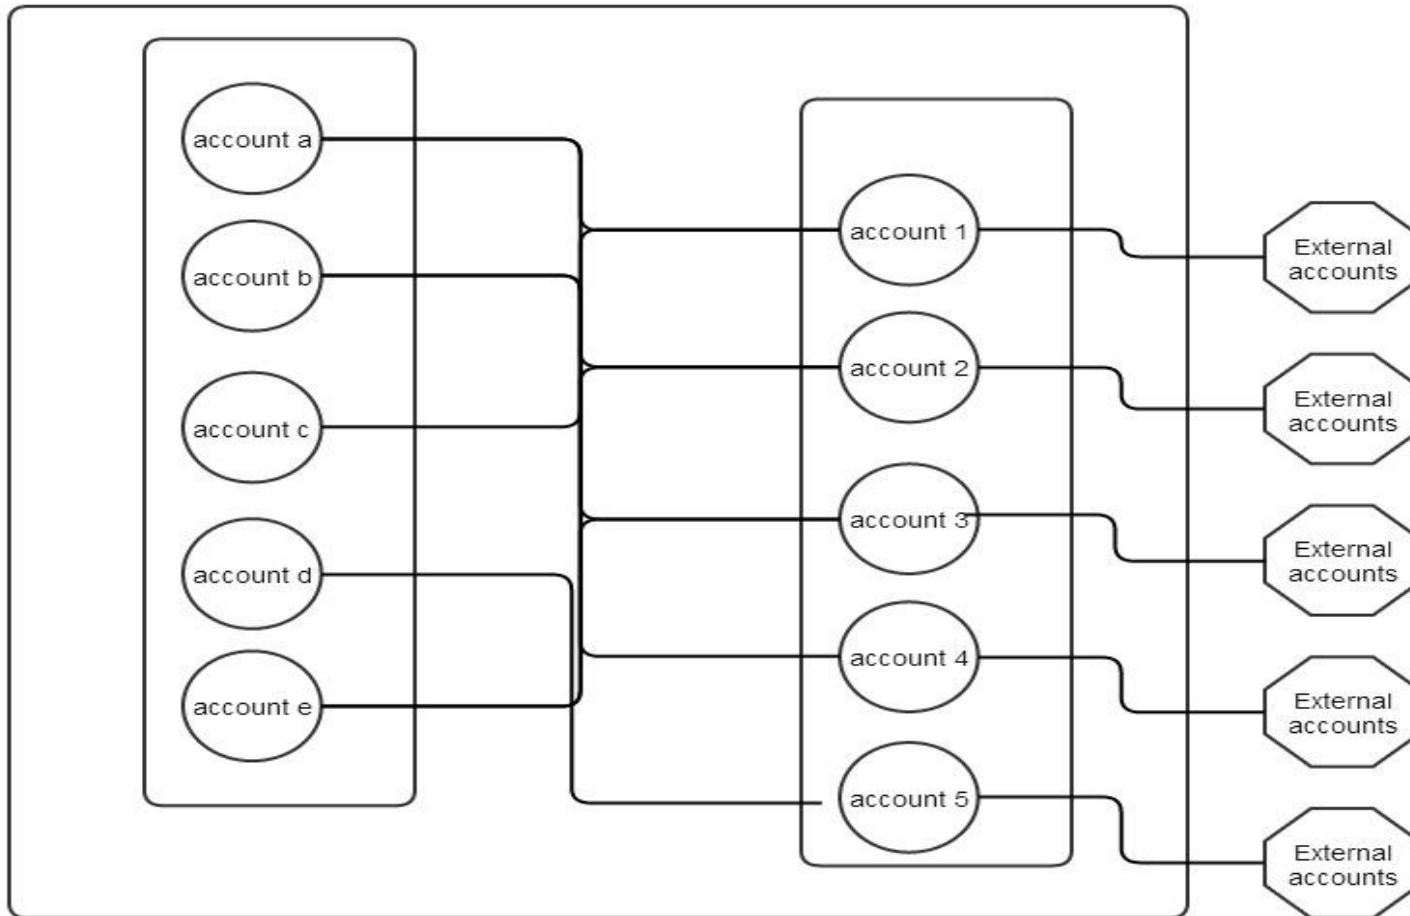 account a
account b
account c
account d
account e
account 1
account 2
account 3
account 4
account 5
External
accounts
External
accounts
External
accounts
External
accounts
External
accounts